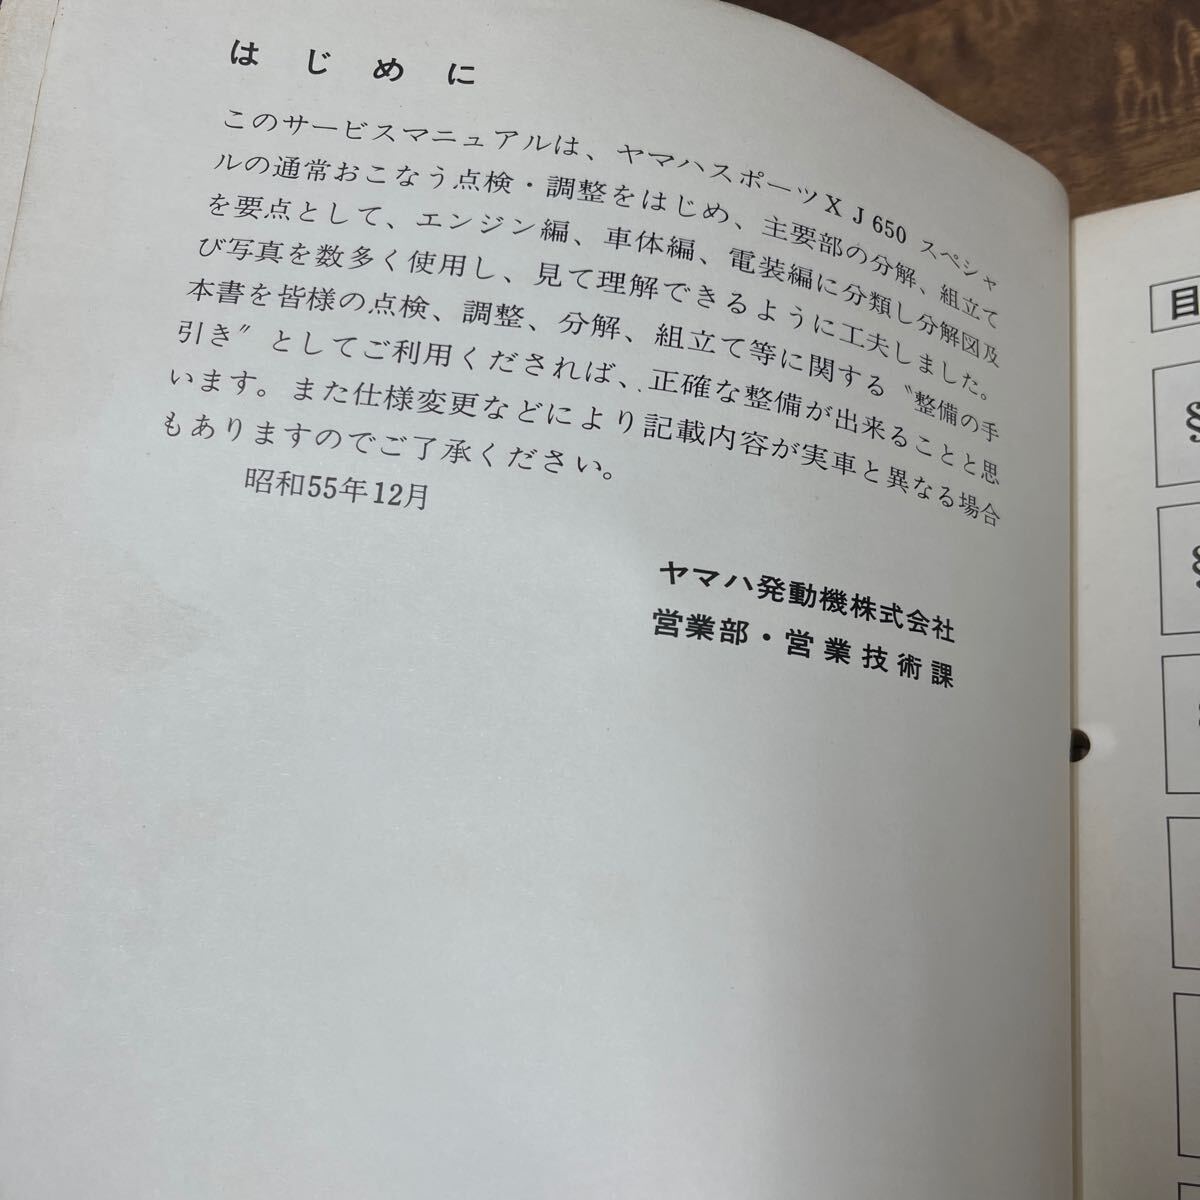 はじめに
このサービスマニュアルは、ヤマハスポーツXJ650 スペシャ
ルの通常おこなう点検・調整をはじめ、主要部の分解、組立て
を要点として、エンジン編、車体編、電装編に分類し分解図及
び写真を数多く使用し、見て理解できるように工夫しました。
本書を皆様の点検、調整、分解、組立て等に関する〝整備の手
引き〞としてご利用くだされば、正確な整備が出来ることと思
います。また仕様変更などにより記載内容が実車と異なる場合
もありますのでご了承ください。
昭和55年12月
ヤマハ発動機株式会社
営業部・営業技術課
目
§